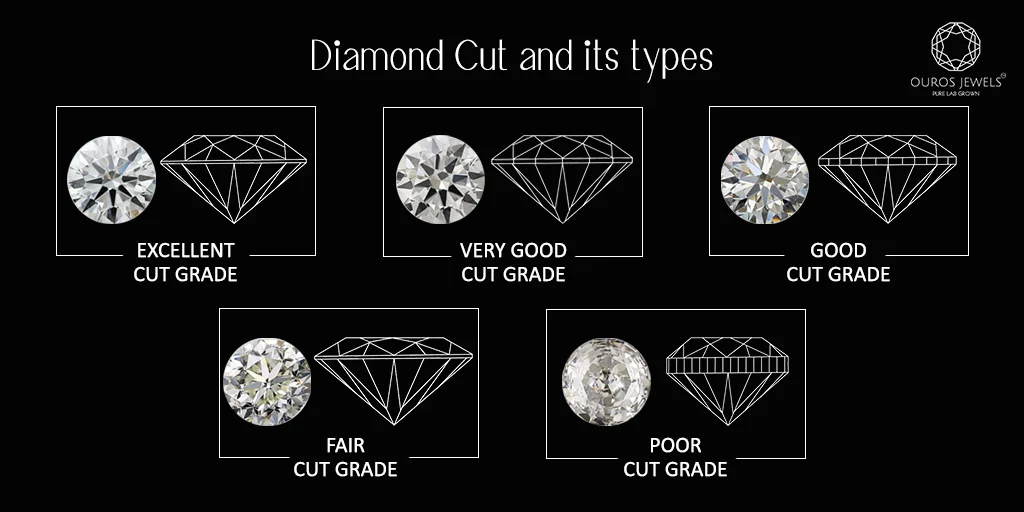 Diamond Cut and its types
OUROS JEWELS
PURE LAB GROWN
EXCELLENT
CUT GRADE
VERY GOOD
CUT GRADE
GOOD
CUT GRADE
FAIR
CUT GRADE
POOR
CUT GRADE